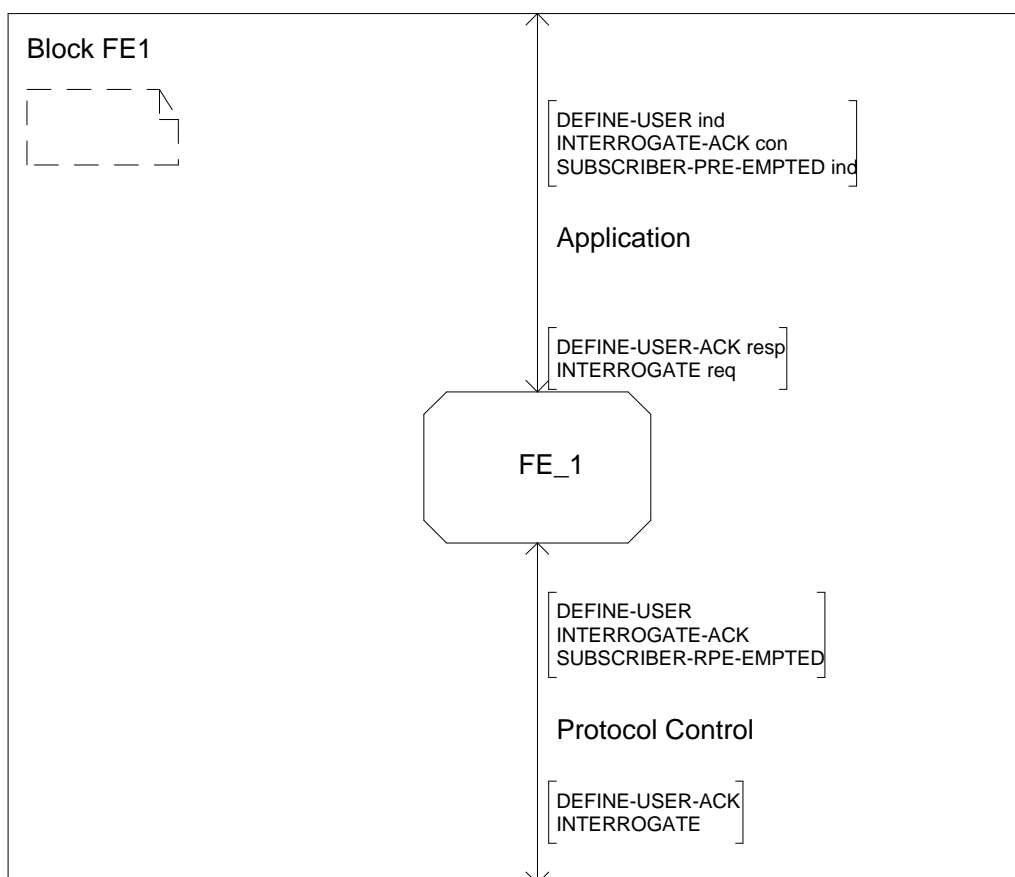 Block FE1
DEFINE-USER ind
INTERROGATE-ACK con
SUBSCRIBER-PRE-EMPTED ind
Application
DEFINE-USER-ACK resp
INTERROGATE req
FE_1
DEFINE-USER
INTERROGATE-ACK
SUBSCRIBER-RPE-EMPTED
Protocol Control
DEFINE-USER-ACK
INTERROGATE